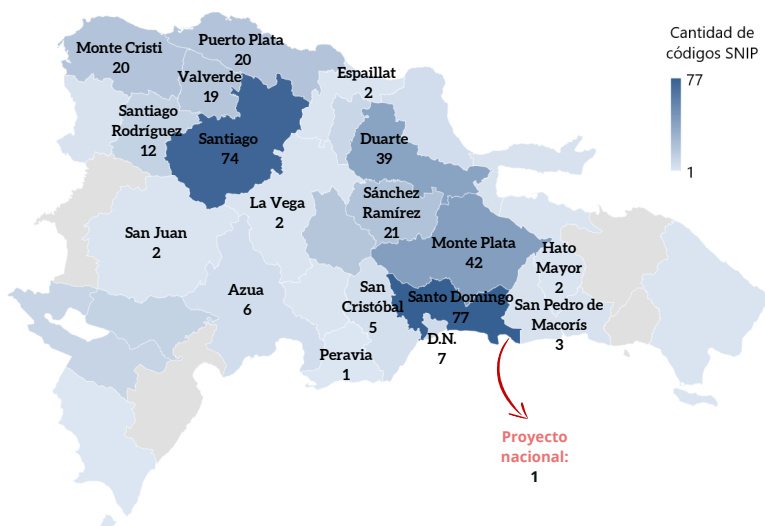 Cantidad de
códigos SNIP
77
1
Monte Cristi
20
Puerto Plata
20
Valverde
19
Espaillat
2
Santiago
Rodríguez
12
Santiago
74
Duarte
39
Sánchez
Ramírez
21
La Vega
2
San Juan
2
Monte Plata
42
Hato
Mayor
2
Azua
6
San
Cristóbal
5
Santo Domingo
77
San Pedro de
Macorís
3
D.N.
7
Peravia
1
Proyecto
nacional:
1